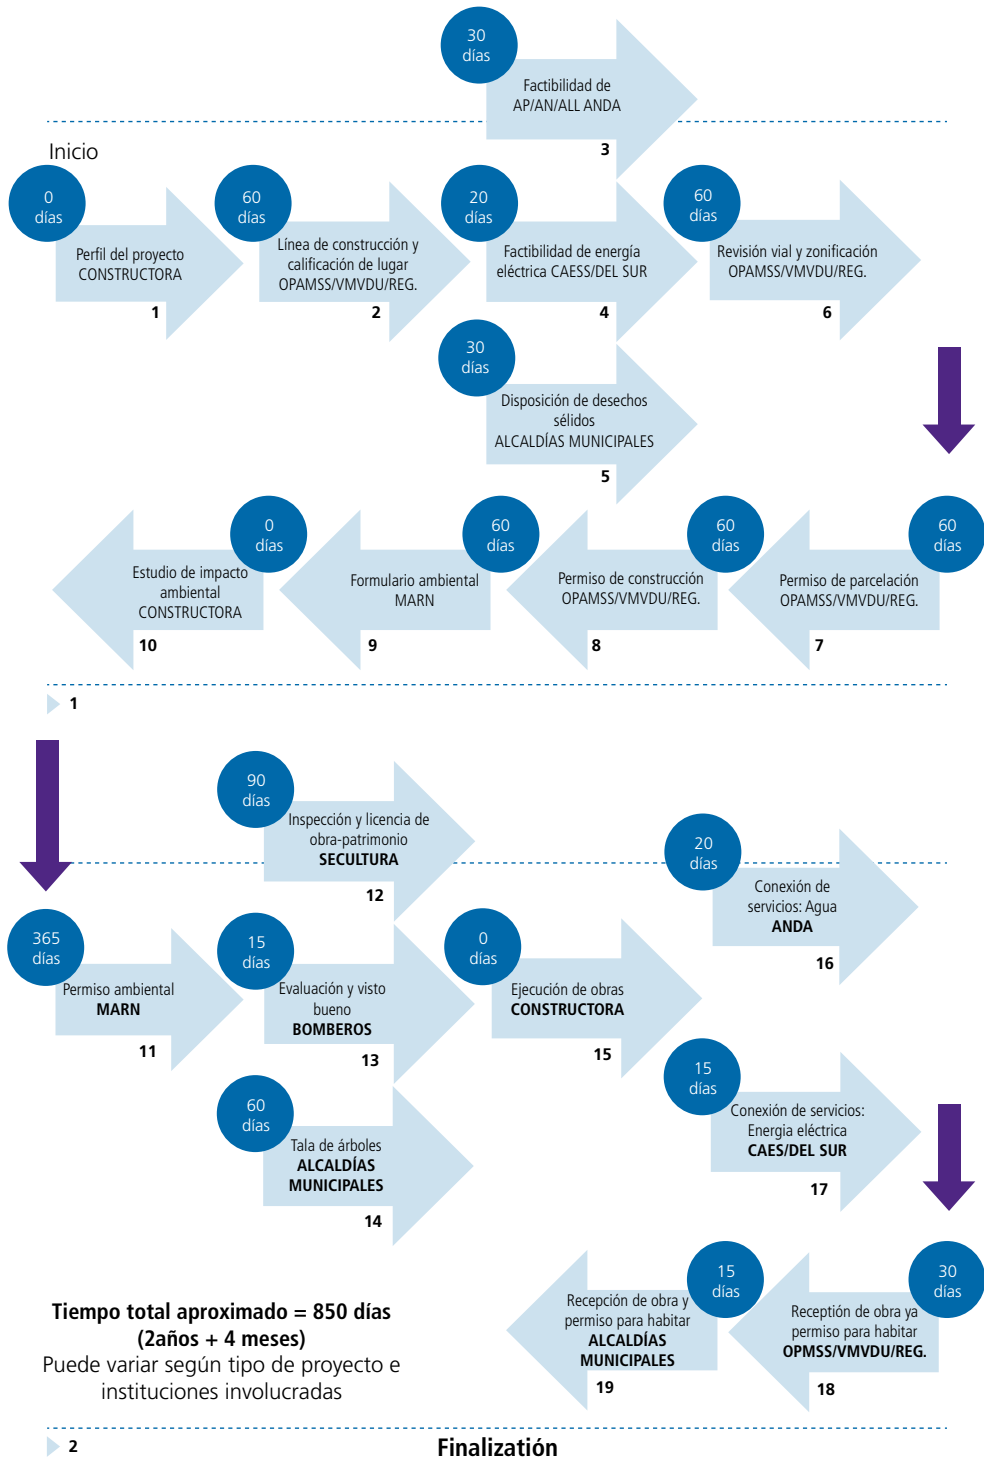 30
días
Factibilidad de
AP/AN/ALL ANDA
3
Inicio
0
días
Perfil del proyecto
CONSTRUCTORA
1
60
días
Línea de construcción y
calificación de lugar
OPAMSS/VMVDU/REG.
2
20
días
Factibilidad de energía
eléctrica CAESS/DEL SUR
4
60
días
Revisión vial y zonificación
OPAMSS/VMVDU/REG.
6
30
días
Disposición de desechos
sélidos
ALCALDÍAS MUNICIPALES
5
60
días
Permiso de parcelación
OPAMSS/VMVDU/REG.
7
60
días
Permiso de construcción
OPAMSS/VMVDU/REG.
8
60
días
Formulario ambiental
MARN
9
0
días
Estudio de impacto
ambiental
CONSTRUCTORA
10
1
365
días
Permiso ambiental
MARN
11
90
días
Inspección y licencia de
obra-patrimonio
SECULTURA
12
15
días
Evaluación y visto
bueno
BOMBEROS
13
60
días
Tala de árboles
ALCALDÍAS
MUNICIPALES
14
0
días
Ejecución de obras
CONSTRUCTORA
15
20
días
Conexión de
servicios: Agua
ANDA
16
15
días
Conexión de servicios:
Energia eléctrica
CAES/DEL SUR
17
30
días
Receptión de obra ya
permiso para habitar
OPMSS/VMVDU/REG.
18
15
días
Recepción de obra y
permiso para habitar
ALCALDÍAS
MUNICIPALES
19
Tiempo total aproximado = 850 días
(2años + 4 meses)
Puede variar según tipo de proyecto e
instituciones involucradas
2
Finalizatión